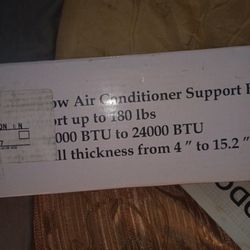 ow Air Conditioner Support
ort up to 180 lbs
000 BTU to 24000 BTU
ll thickness from 4" to 15.2"